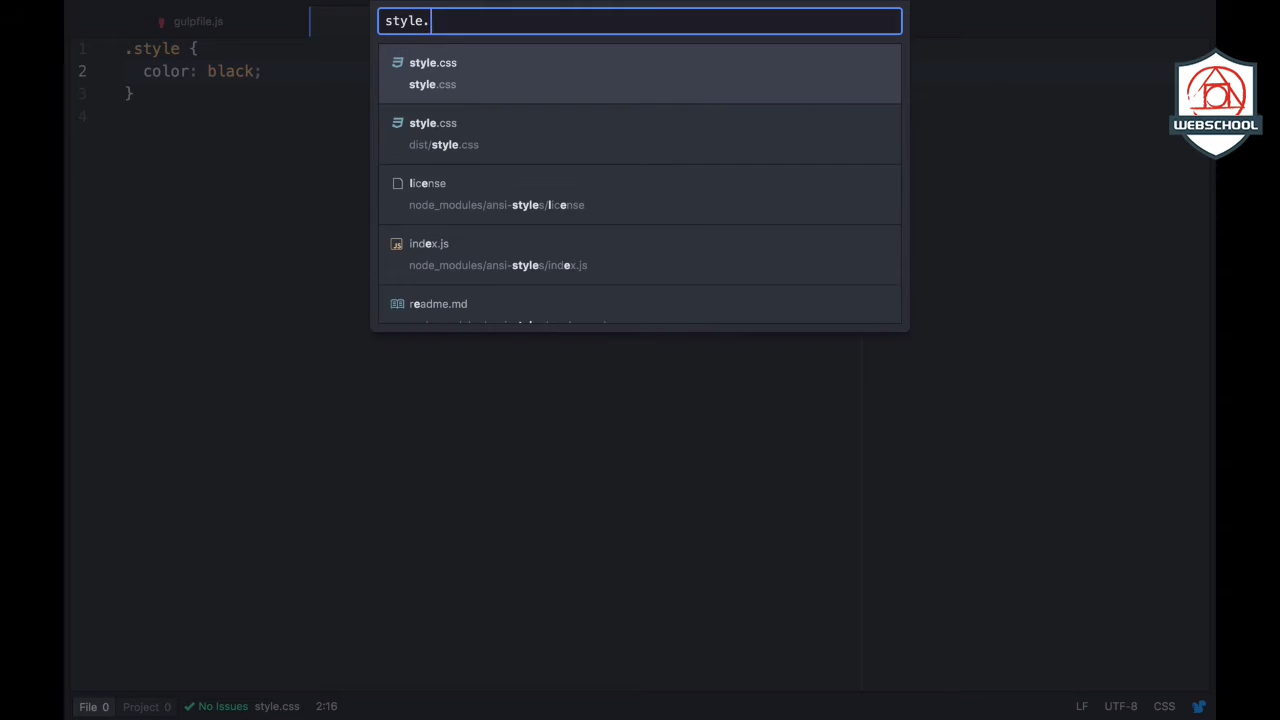 gulpfile.js
style.
1 .style {
2 color: black;
3 }
4
style.css
style.css
style.css
dist/style.css
license
node_modules/ansi-styles/license
JS index.js
node_modules/ansi-styles/index.js
readme.md
WEBSCHOOL
File 0 Project 0 No Issues style.css 2:16 LF UTF-8 CSS